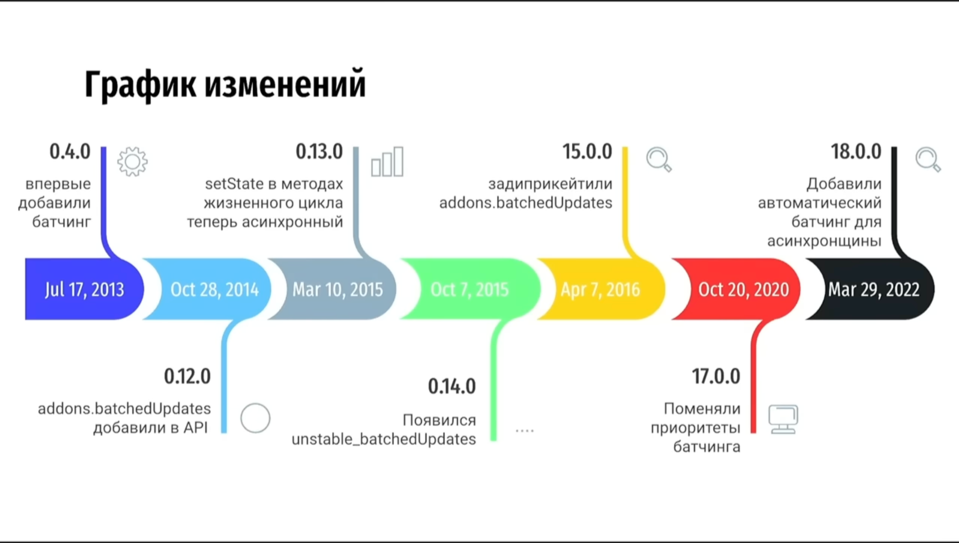 График изменений
0.4.0
впервые
добавили
батчинг
0.13.0
setState в методах
жизненного цикла
теперь асинхронный
15.0.0
задиприкейтили
addons.batchedUpdates
18.0.0
Добавили
автоматический
батчинг для
асинхронщины
Jul 17, 2013
Oct 28, 2014
Mar 10, 2015
Oct 7, 2015
Apr 7, 2016
Oct 20, 2020
Mar 29, 2022
0.12.0
addons.batchedUpdates
добавили в API
0.14.0
Появился
unstable_batchedUpdates
....
17.0.0
Поменяли
приоритеты
батчинга